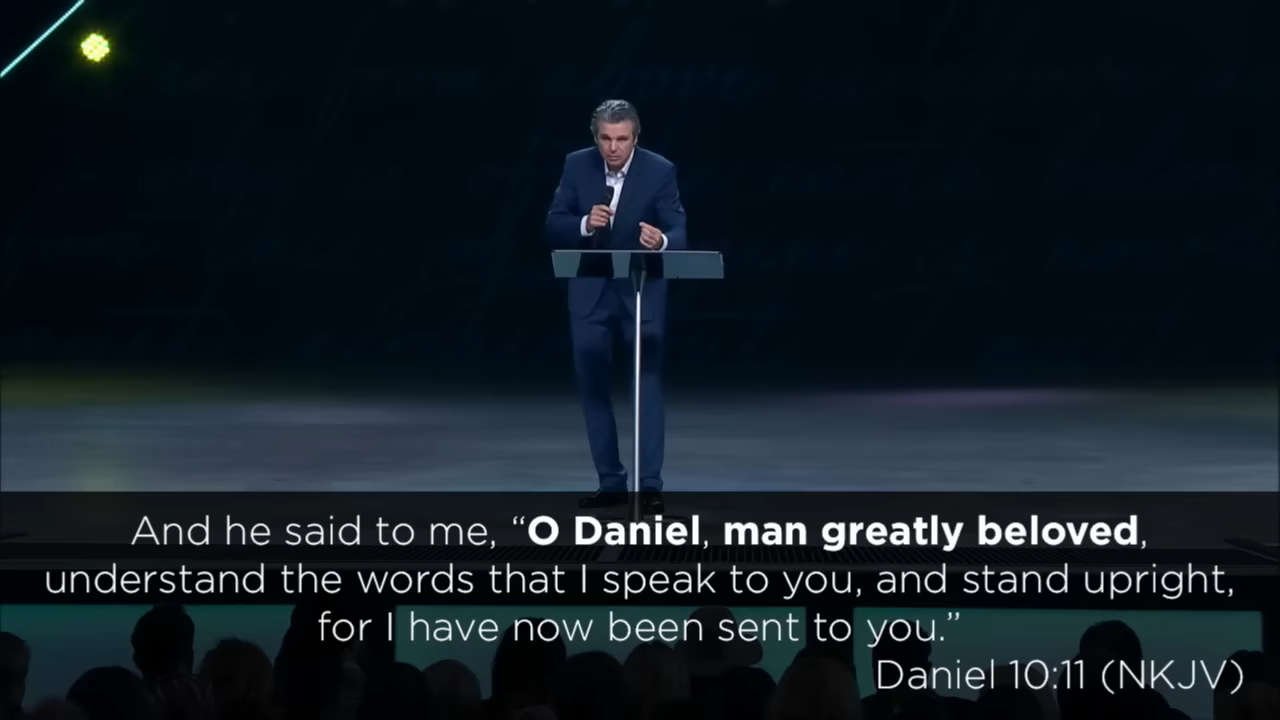 And he said to me, “O Daniel, man greatly beloved,
understand the words that I speak to you, and stand upright,
for I have now been sent to you.”
Daniel 10:11 (NKJV)